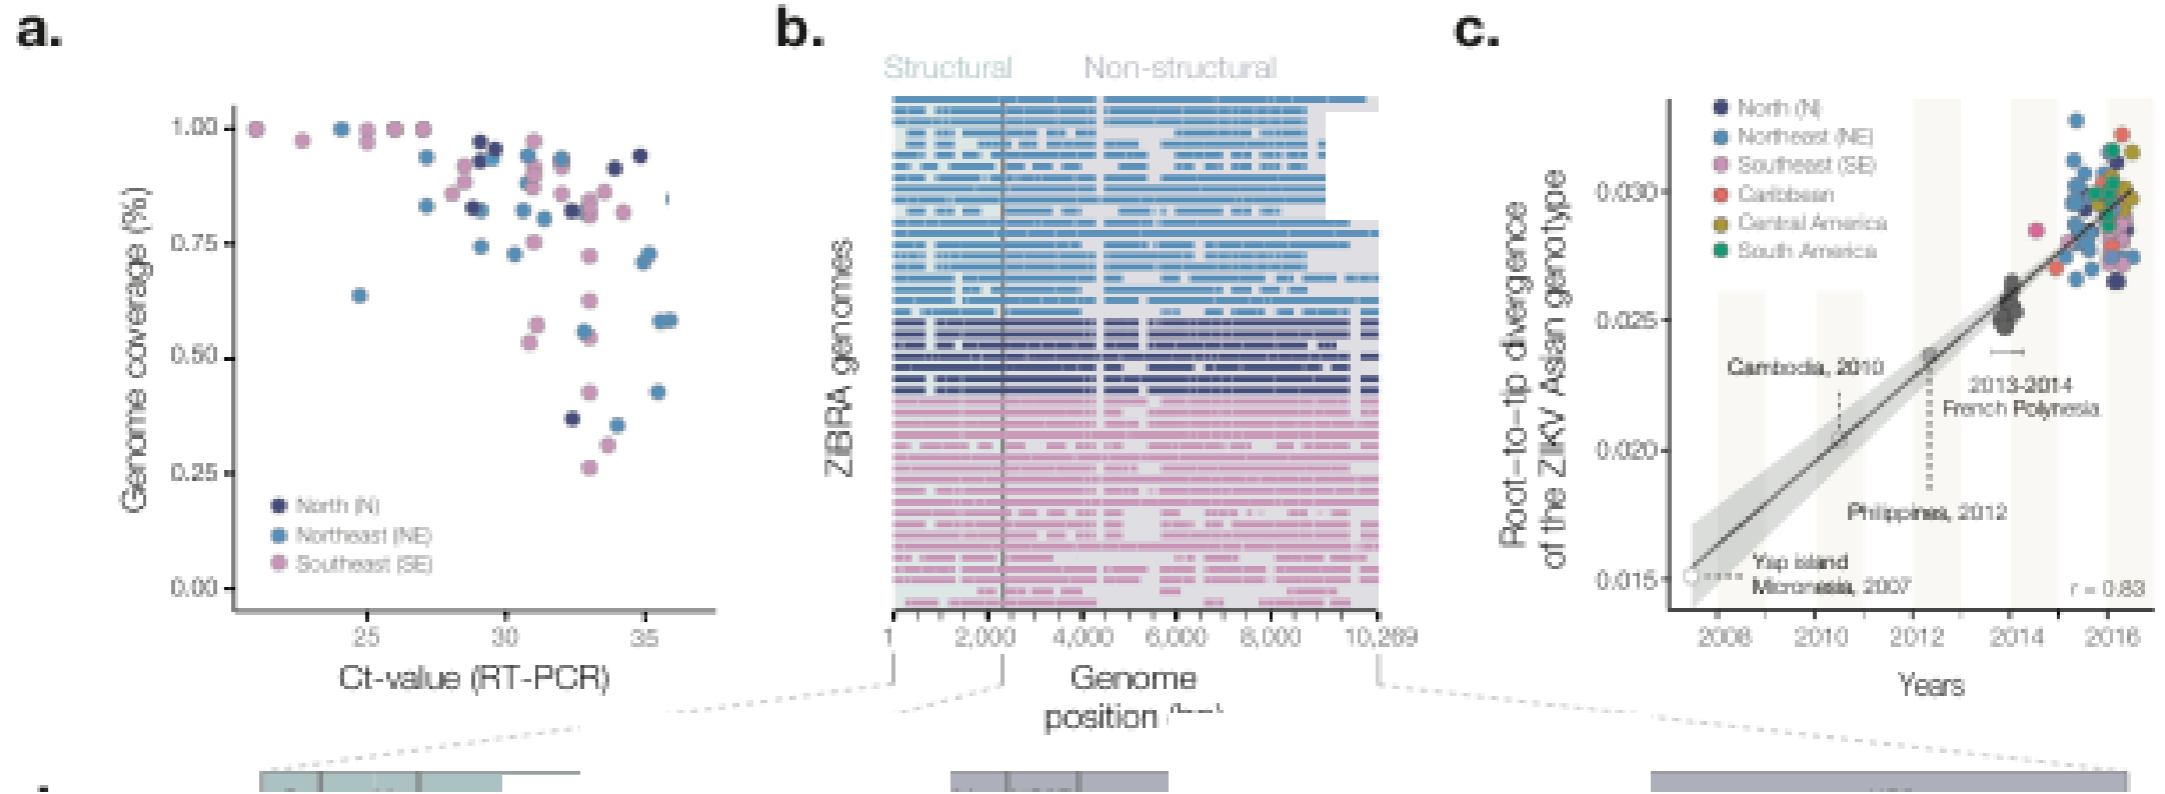 a.
Genome coverage (%)
1.00
0.75
0.50
0.25
0.00
North (N)
Northeast (NE)
Southeast (SE)
25 30 35
Ct-value (RT-PCR)
b.
Structural Non-structural
ZiBRA genomes
1 2,000 4,000 6,000 8,000 10,269
Genome
position
c.
Root-to-tip divergence
of the ZIKV Asian genotype
0.030
0.025
0.020
0.015
North (N)
Northeast (NE)
Southeast (SE)
Caribbean
Central America
South America
Cambodia, 2010
2013-2014
French Polynesia
Philippines, 2012
Yap island
Micronesia, 2007
r = 0.83
2008 2010 2012 2014 2016
Years